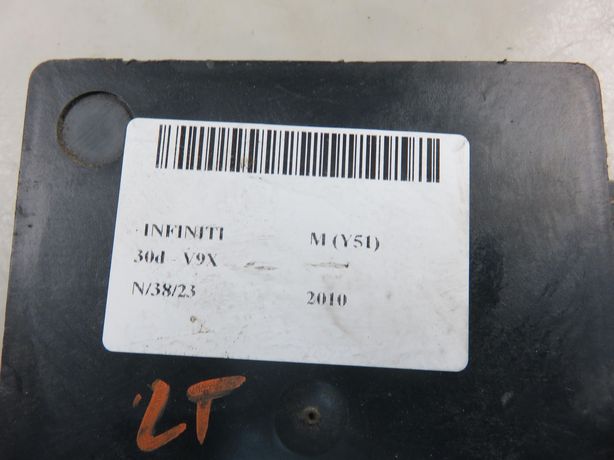 INFINITI M (Y51)
30d - V9X
N/38/23 2010
LT